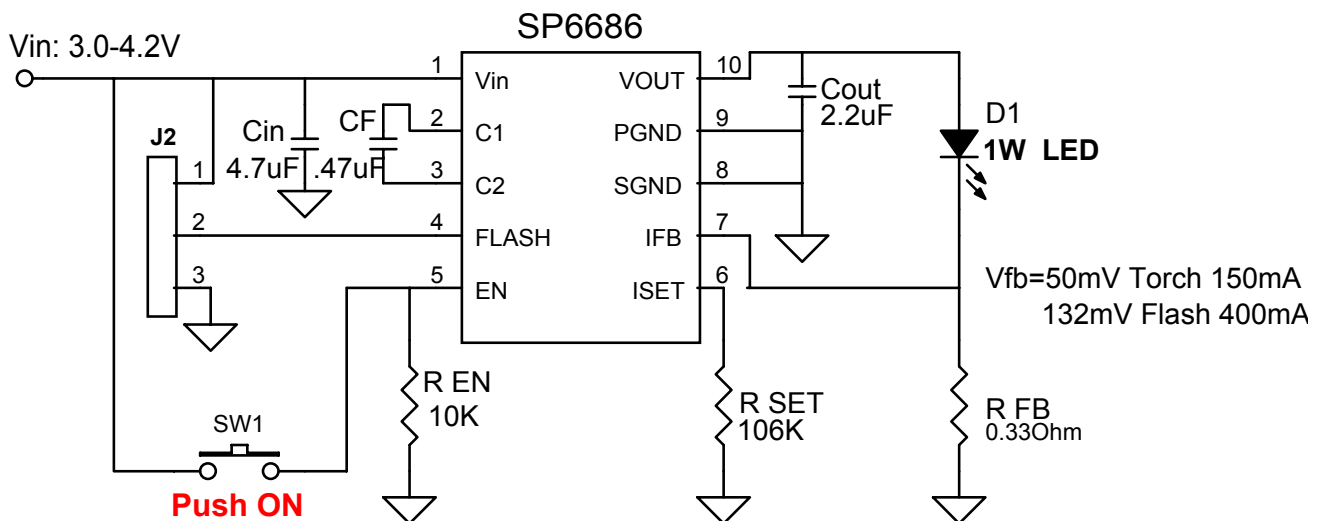 SP6686
Vin: 3.0-4.2V
1
Vin
VOUT
10
J2
1
2
3
Cin
4.7uF
CF
.47uF
2
C1
PGND
9
3
C2
SGND
8
4
FLASH
IFB
7
5
EN
ISET
6
Cout
2.2uF
D1
1W LED
Vfb=50mV Torch 150mA
132mV Flash 400mA
R EN
10K
R SET
106K
R FB
0.33Ohm
SW1
Push ON